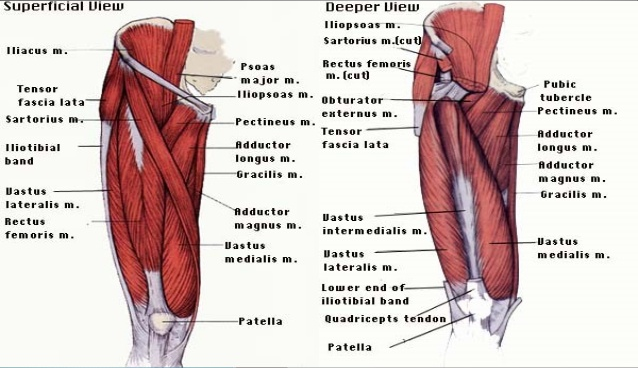 Superficial View
Iliacus m.
Tensor
fascia lata
Sartorius m.
Iliotibial
band
Vastus
lateralis m.
Rectus
femoris m.
Psoas
major m.
Iliopsoas m.
Pectineus m.
Adductor
longus m.
Gracilis m.
Adductor
magnus m.
Vastus
medialis m.
Patella
Deeper View
Iliopsoas m.
Sartorius m.(cut)
Rectus femoris
m. (cut)
Obturator
externus m.
Tensor
fascia lata
Vastus
intermedialis m.
Vastus
lateralis m.
Lower end of
iliotibial band
Quadricepts tendon
Patella
Pubic
tubercle
Pectineus m.
Adductor
longus m.
Adductor
magnus m.
Gracilis m.
Vastus
medialis m.